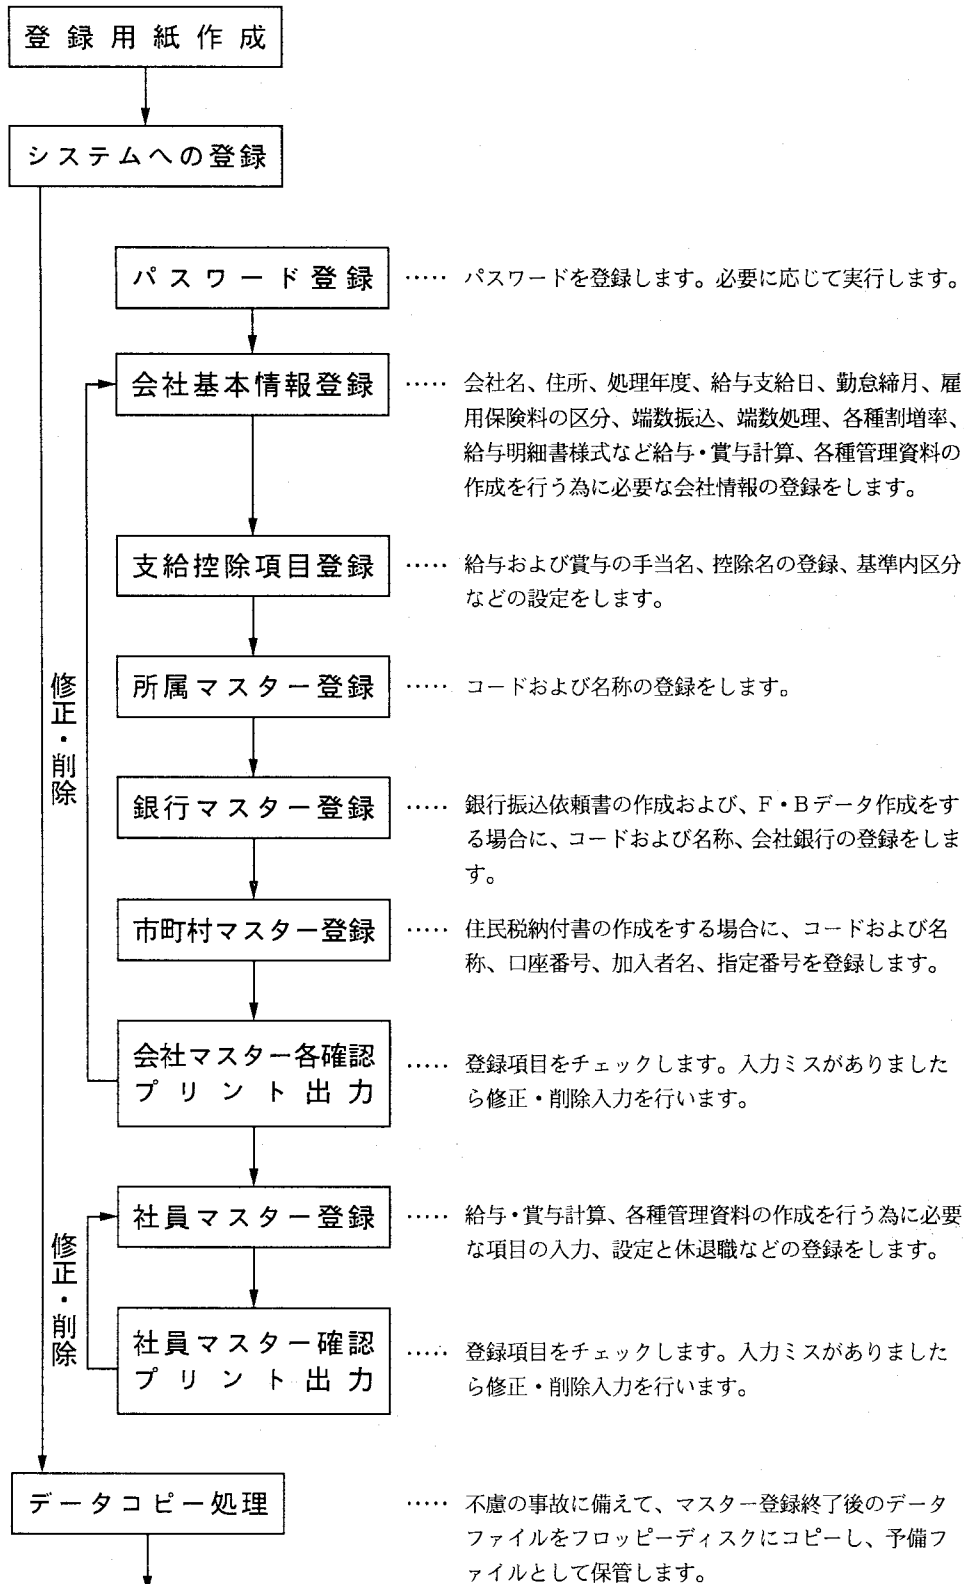 登録用紙作成
システムへの登録
パスワード登録
‥‥‥ パスワードを登録します。必要に応じて実行します。
会社基本情報登録
‥‥‥ 会社名、住所、処理年度、給与支給日、勤怠締月、雇
用保険料の区分、端数振込、端数処理、各種割増率、
給与明細書様式など給与・賞与計算、各種管理資料の
作成を行う為に必要な会社情報の登録をします。
支給控除項目登録
‥‥‥ 給与および賞与の手当名、控除名の登録、基準内区分
などの設定をします。
所属マスター登録
‥‥‥ コードおよび名称の登録をします。
修正・削除
銀行マスター登録
‥‥‥ 銀行振込依頼書の作成および、F・Bデータ作成をす
る場合に、コードおよび名称、会社銀行の登録をしま
す。
市町村マスター登録
‥‥‥ 住民税納付書の作成をする場合に、コードおよび名
称、口座番号、加入者名、指定番号を登録します。
会社マスター各確認
プリント出力
‥‥‥ 登録項目をチェックします。入力ミスがありました
ら修正・削除入力を行います。
社員マスター登録
‥‥‥ 給与・賞与計算、各種管理資料の作成を行う為に必要
な項目の入力、設定と休退職などの登録をします。
修正・削除
社員マスター確認
プリント出力
‥‥‥ 登録項目をチェックします。入力ミスがありました
ら修正・削除入力を行います。
データコピー処理
‥‥‥ 不慮の事故に備えて、マスター登録終了後のデータ
ファイルをフロッピーディスクにコピーし、予備フ
ァイルとして保管します。